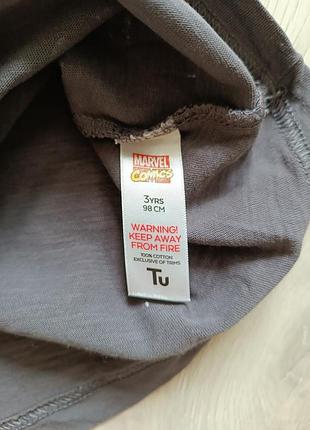 MARVEL
COMICS
3YRS
98 CM
WARNING!
KEEP AWAY
FROM FIRE
100% COTTON
EXCLUSIVE OF TRIMS
Tu